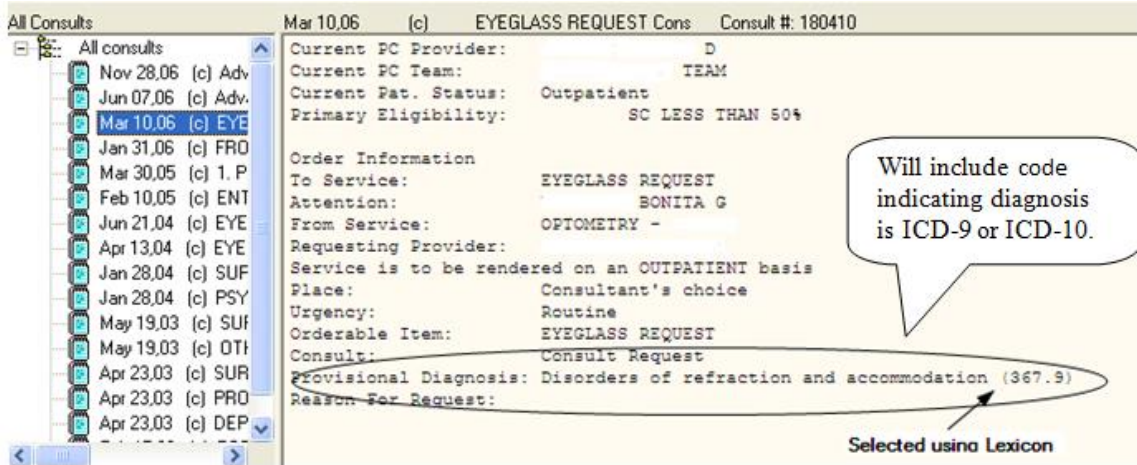 All Consults
All consults
Nov 28,06 (c) Adv
Jun 07,06 (c) Adv
Mar 10,06 (c) EYE
Jan 31,06 (c) FRO
Mar 30,05 (c) 1. P
Feb 10,05 (c) ENT
Jun 21,04 (c) EYE
Apr 13,04 (c) EYE
Jan 28,04 (c) SUF
Jan 28,04 (c) PSY
May 19,03 (c) SUF
May 19,03 (c) OTH
Apr 23,03 (c) SUR
Apr 23,03 (c) PRO
Apr 23,03 (c) DEP
Mar 10,06 (c) EYEGLASS REQUEST Cons Consult #: 180410
Current PC Provider: D
Current PC Team: TEAM
Current Pat. Status: Outpatient
Primary Eligibility: SC LESS THAN 50%
Order Information
To Service: EYEGLASS REQUEST
Attention: BONITA G
From Service: OPTOMETRY -
Requesting Provider:
Service is to be rendered on an OUTPATIENT basis
Place: Consultant's choice
Urgency: Routine
Orderable Item: EYEGLASS REQUEST
Consult: Consult Request
Provisional Diagnosis: Disorders of refraction and accommodation (367.9)
Reason For Request:
Will include code
indicating diagnosis
is ICD-9 or ICD-10.
Selected using Lexicon